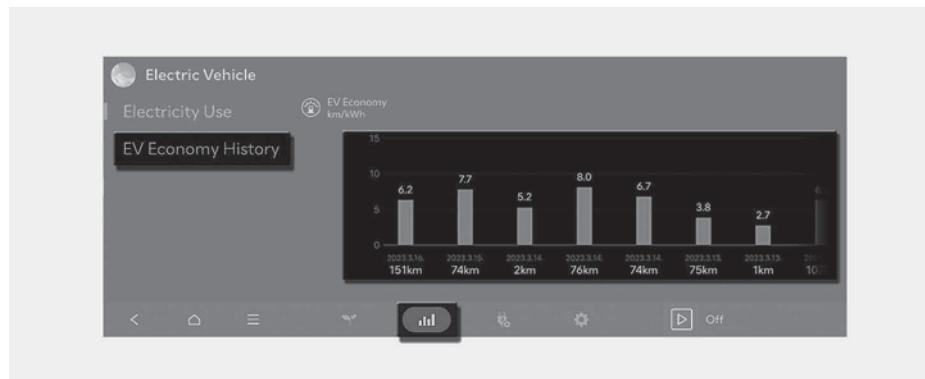 Electric Vehicle
Electricity Use
EV Economy
km/kWh
EV Economy History
15
10
5
0
6.2 7.7 5.2 8.0 6.7 3.8 2.7
2023.3.16. 2023.3.15. 2023.3.14. 2023.3.14. 2023.3.14. 2023.3.13. 2023.3.13.
151km 74km 2km 76km 74km 75km 1km
Off